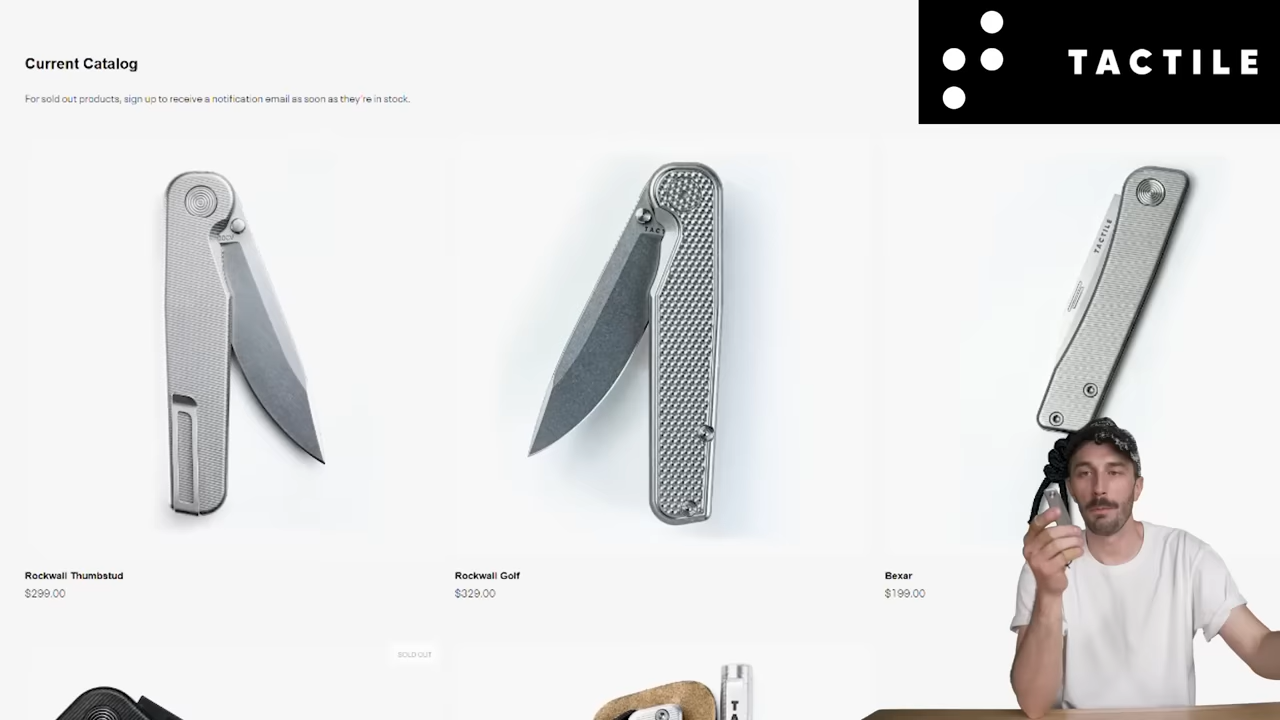 TACTILE
Current Catalog
For sold out products, sign up to receive a notification email as soon as they're in stock.
TACTILE
Rockwall Thumbstud
$299.00
Rockwall Golf
$329.00
Bexar
$199.00
SOLD OUT